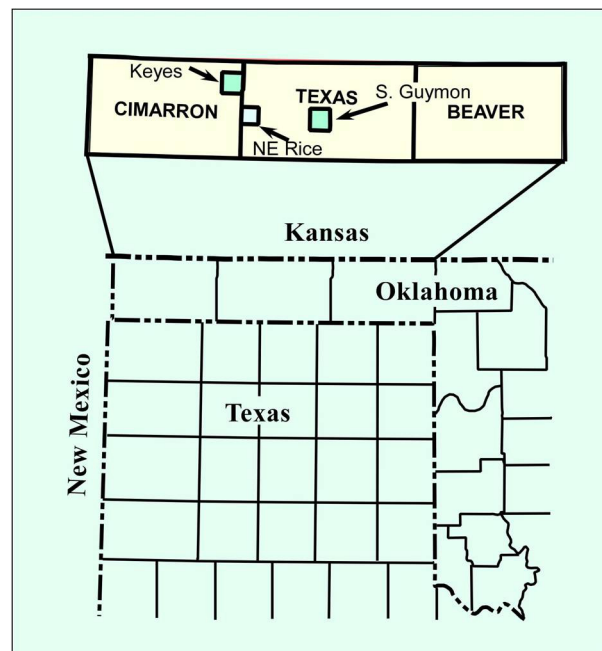 Keyes
S. Guymon
TEXAS
CIMARRON
BEAVER
NE Rice
Kansas
Oklahoma
New Mexico
Texas